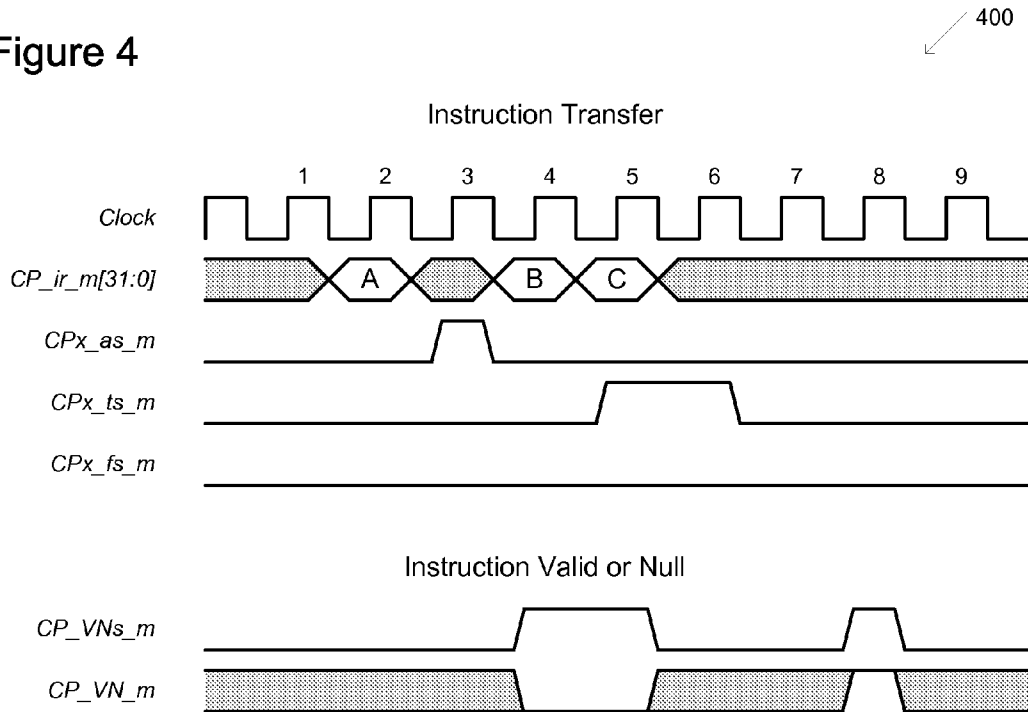 400
Figure 4
Instruction Transfer
1 2 3 4 5 6 7 8 9
Clock
CP_ir_m[31:0] A B C
CPx_as_m
CPx_ts_m
CPx_fs_m
Instruction Valid or Null
CP_VNs_m
CP_VN_m